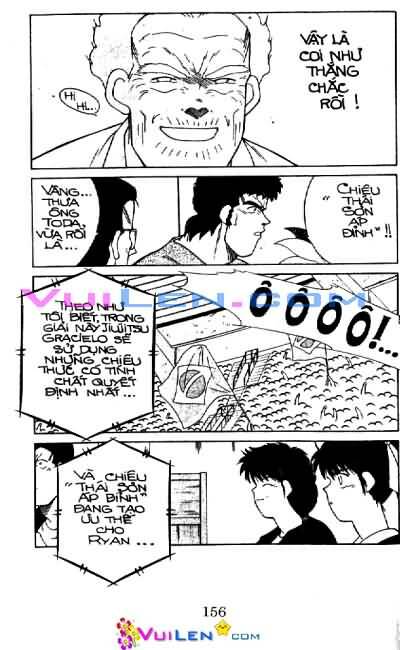 VẬY LÀ
COI NHƯ
THẮNG
CHẮC
RỒI !
HI
HI...
"CHIÊU
THÁI
SƠN
ÁP
ĐỈNH" !!
VÂNG...
THƯA
ÔNG
TODA,
VỪA RỒI
LÀ...
VUILEN.COM
Ô Ô Ô Ô!...
THEO NHƯ
TÔI BIẾT, TRONG
GIẢI NÀY JIUJITSU
GRACIELO SẼ
SỬ DỤNG
NHỮNG CHIÊU
THỨC CÓ TÍNH
CHẤT QUYẾT
ĐỊNH NHẤT...
VÀ CHIÊU
"THÁI SƠN
ÁP ĐỈNH"
ĐANG TẠO
ƯU THẾ
CHO
RYAN...
156
VUILEN.COM